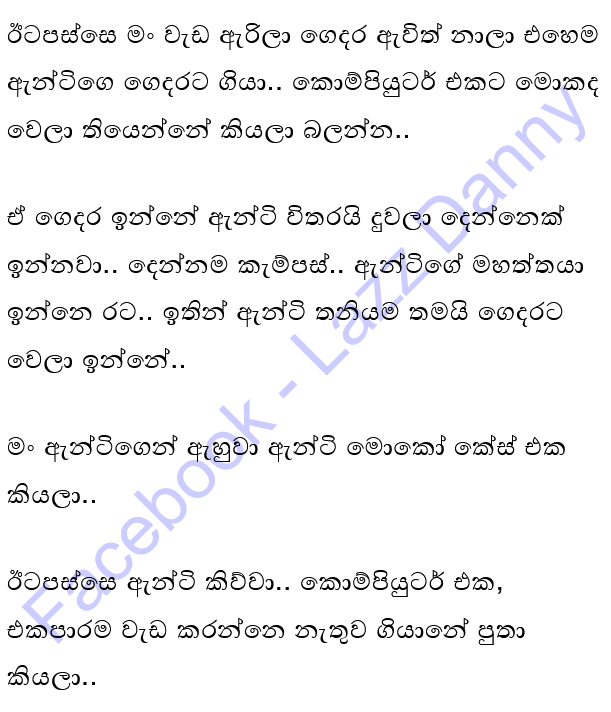 ඊටපස්සෙ මං වැඩ ඇරිලා ගෙදර ඇවිත් නාලා එහෙම
ඇන්ටිගෙ ගෙදරට ගියා.. කොම්පියුටර් එකට මොකද
වෙලා තියෙන්නේ කියලා බලන්න..
ඒ ගෙදර ඉන්නේ ඇන්ටි විතරයි දුවලා දෙන්නෙක්
ඉන්නවා.. දෙන්නම කැම්පස්.. ඇන්ටිගේ මහත්තයා
ඉන්නෙ රට.. ඉතින් ඇන්ටි තනියම තමයි ගෙදරට
වෙලා ඉන්නේ..
මං ඇන්ටිගෙන් ඇහුවා ඇන්ටි මොකෝ කේස් එක
කියලා..
ඊටපස්සෙ ඇන්ටි කිව්වා.. කොම්පියුටර් එක,
එකපාරම වැඩ කරන්නෙ නැතුව ගියානේ පුතා
කියලා..
Facebook - Lazz Danny